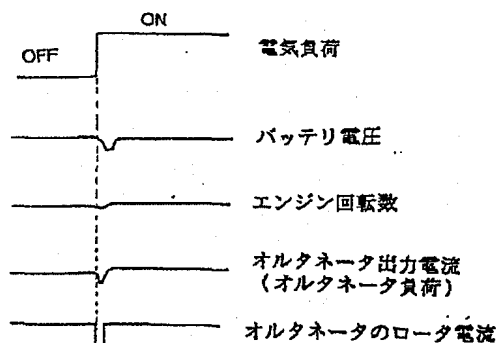 ON
OFF
電気負荷
バッテリ電圧
エンジン回転数
オルタネータ出力電流
(オルタネータ負荷)
オルタネータのロータ電流